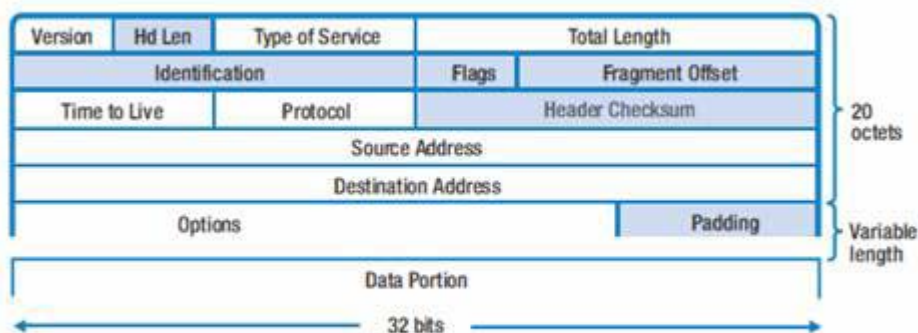 Version Hd Len Type of Service Total Length
Identification Flags Fragment Offset
Time to Live Protocol Header Checksum
20
octets
Source Address
Destination Address
Options Padding
Variable
length
Data Portion
32 bits